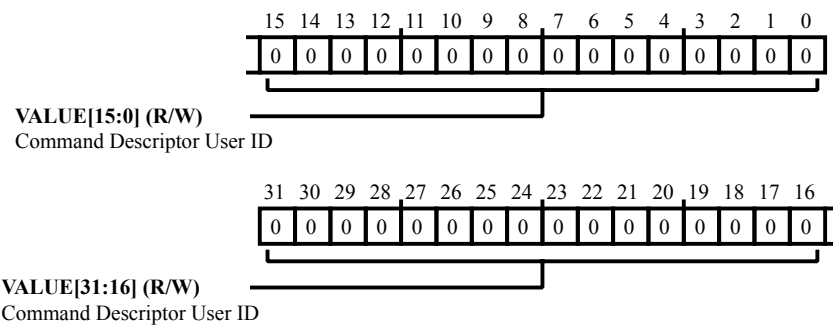 15 14 13 12 11 10 9 8 7 6 5 4 3 2 1 0
0 0 0 0 0 0 0 0 0 0 0 0 0 0 0 0
VALUE[15:0] (R/W)
Command Descriptor User ID
31 30 29 28 27 26 25 24 23 22 21 20 19 18 17 16
0 0 0 0 0 0 0 0 0 0 0 0 0 0 0 0
VALUE[31:16] (R/W)
Command Descriptor User ID